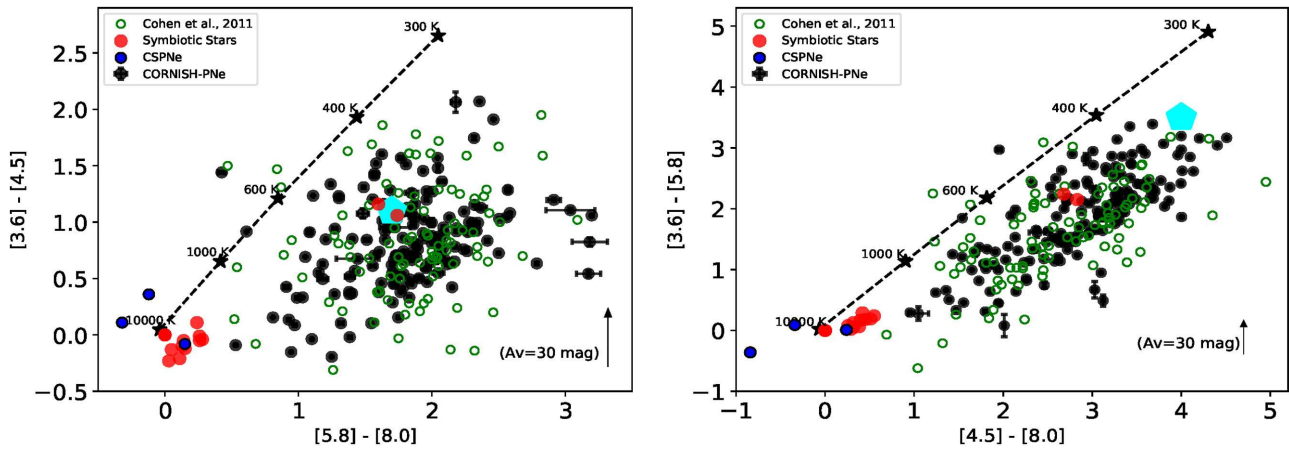 Cohen et al., 2011
Symbiotic Stars
CSPNe
CORNISH-PNe
300 K
400 K
600 K
1000 K
10000 K
(Av=30 mag)
2.5
2.0
1.5
1.0
0.5
0.0
−0.5
0
1
2
3
[3.6] - [4.5]
[5.8] - [8.0]
Cohen et al., 2011
Symbiotic Stars
CSPNe
CORNISH-PNe
300 K
400 K
600 K
1000 K
10000 K
(Av=30 mag)
5
4
3
2
1
0
−1
−1
0
1
2
3
4
5
[3.6] - [5.8]
[4.5] - [8.0]